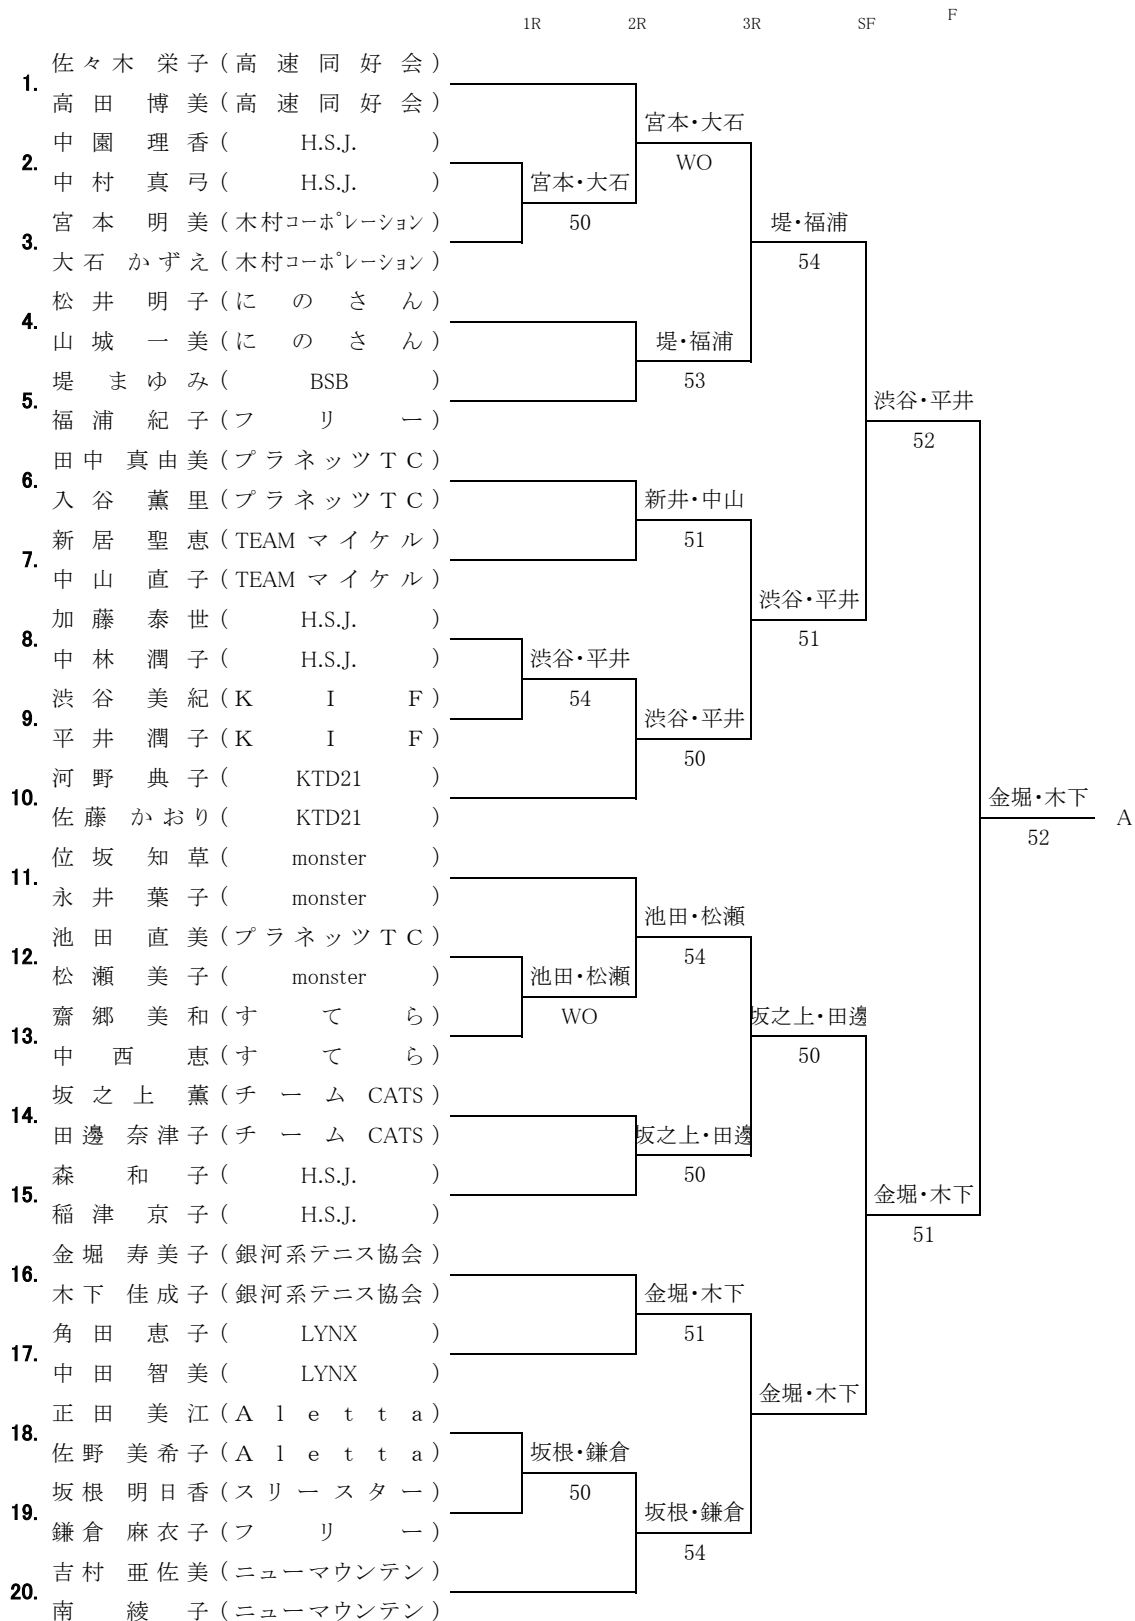 1R 2R 3R SF F
佐々木 栄子(高速同好会)
1.
高田 博美(高速同好会)
宮本・大石
中園 理香( H.S.J. )
2. WO
中村 真弓( H.S.J. ) 宮本・大石
宮本 明美(木村コーポレーション) 50 堤・福浦
3.
大石 かずえ(木村コーポレーション) 54
松井 明子(にのさん)
4.
山城 一美(にのさん) 堤・福浦
堤 まゆみ( BSB ) 53
5. 渋谷・平井
福浦 紀子(フリー)
52
田中 真由美(プラネッツTC)
6.
入谷 薫里(プラネッツTC) 新井・中山
新居 聖恵(TEAM マイケル) 51
7.
中山 直子(TEAM マイケル)
渋谷・平井
加藤 泰世( H.S.J. )
8. 51
中林 潤子( H.S.J. ) 渋谷・平井
渋谷 美紀(KIF) 54
9. 渋谷・平井
平井 潤子(KIF)
50
河野 典子( KTD21 )
10. 金堀・木下
佐藤 かおり( KTD21 ) A
52
位坂 知草( monster )
11.
永井 葉子( monster )
池田・松瀬
池田 直美(プラネッツTC)
12. 54
松瀬 美子( monster ) 池田・松瀬
齋郷 美和(すてら) WO 坂之上・田邊
13.
中西 恵(すてら) 50
坂之上 薫(チーム CATS)
14.
田邊 奈津子(チーム CATS) 坂之上・田邊
森 和子( H.S.J. ) 50
15. 金堀・木下
稲津 京子( H.S.J. )
51
金堀 寿美子(銀河系テニス協会)
16.
木下 佳成子(銀河系テニス協会) 金堀・木下
角田 恵子( LYNX ) 51
17.
中田 智美( LYNX )
金堀・木下
正田 美江(Aletta)
18.
佐野 美希子(Aletta) 坂根・鎌倉
坂根 明日香(スリースター) 50
19. 坂根・鎌倉
鎌倉 麻衣子(フリー)
54
吉村 亜佐美(ニューマウンテン)
20.
南 綾子(ニューマウンテン)